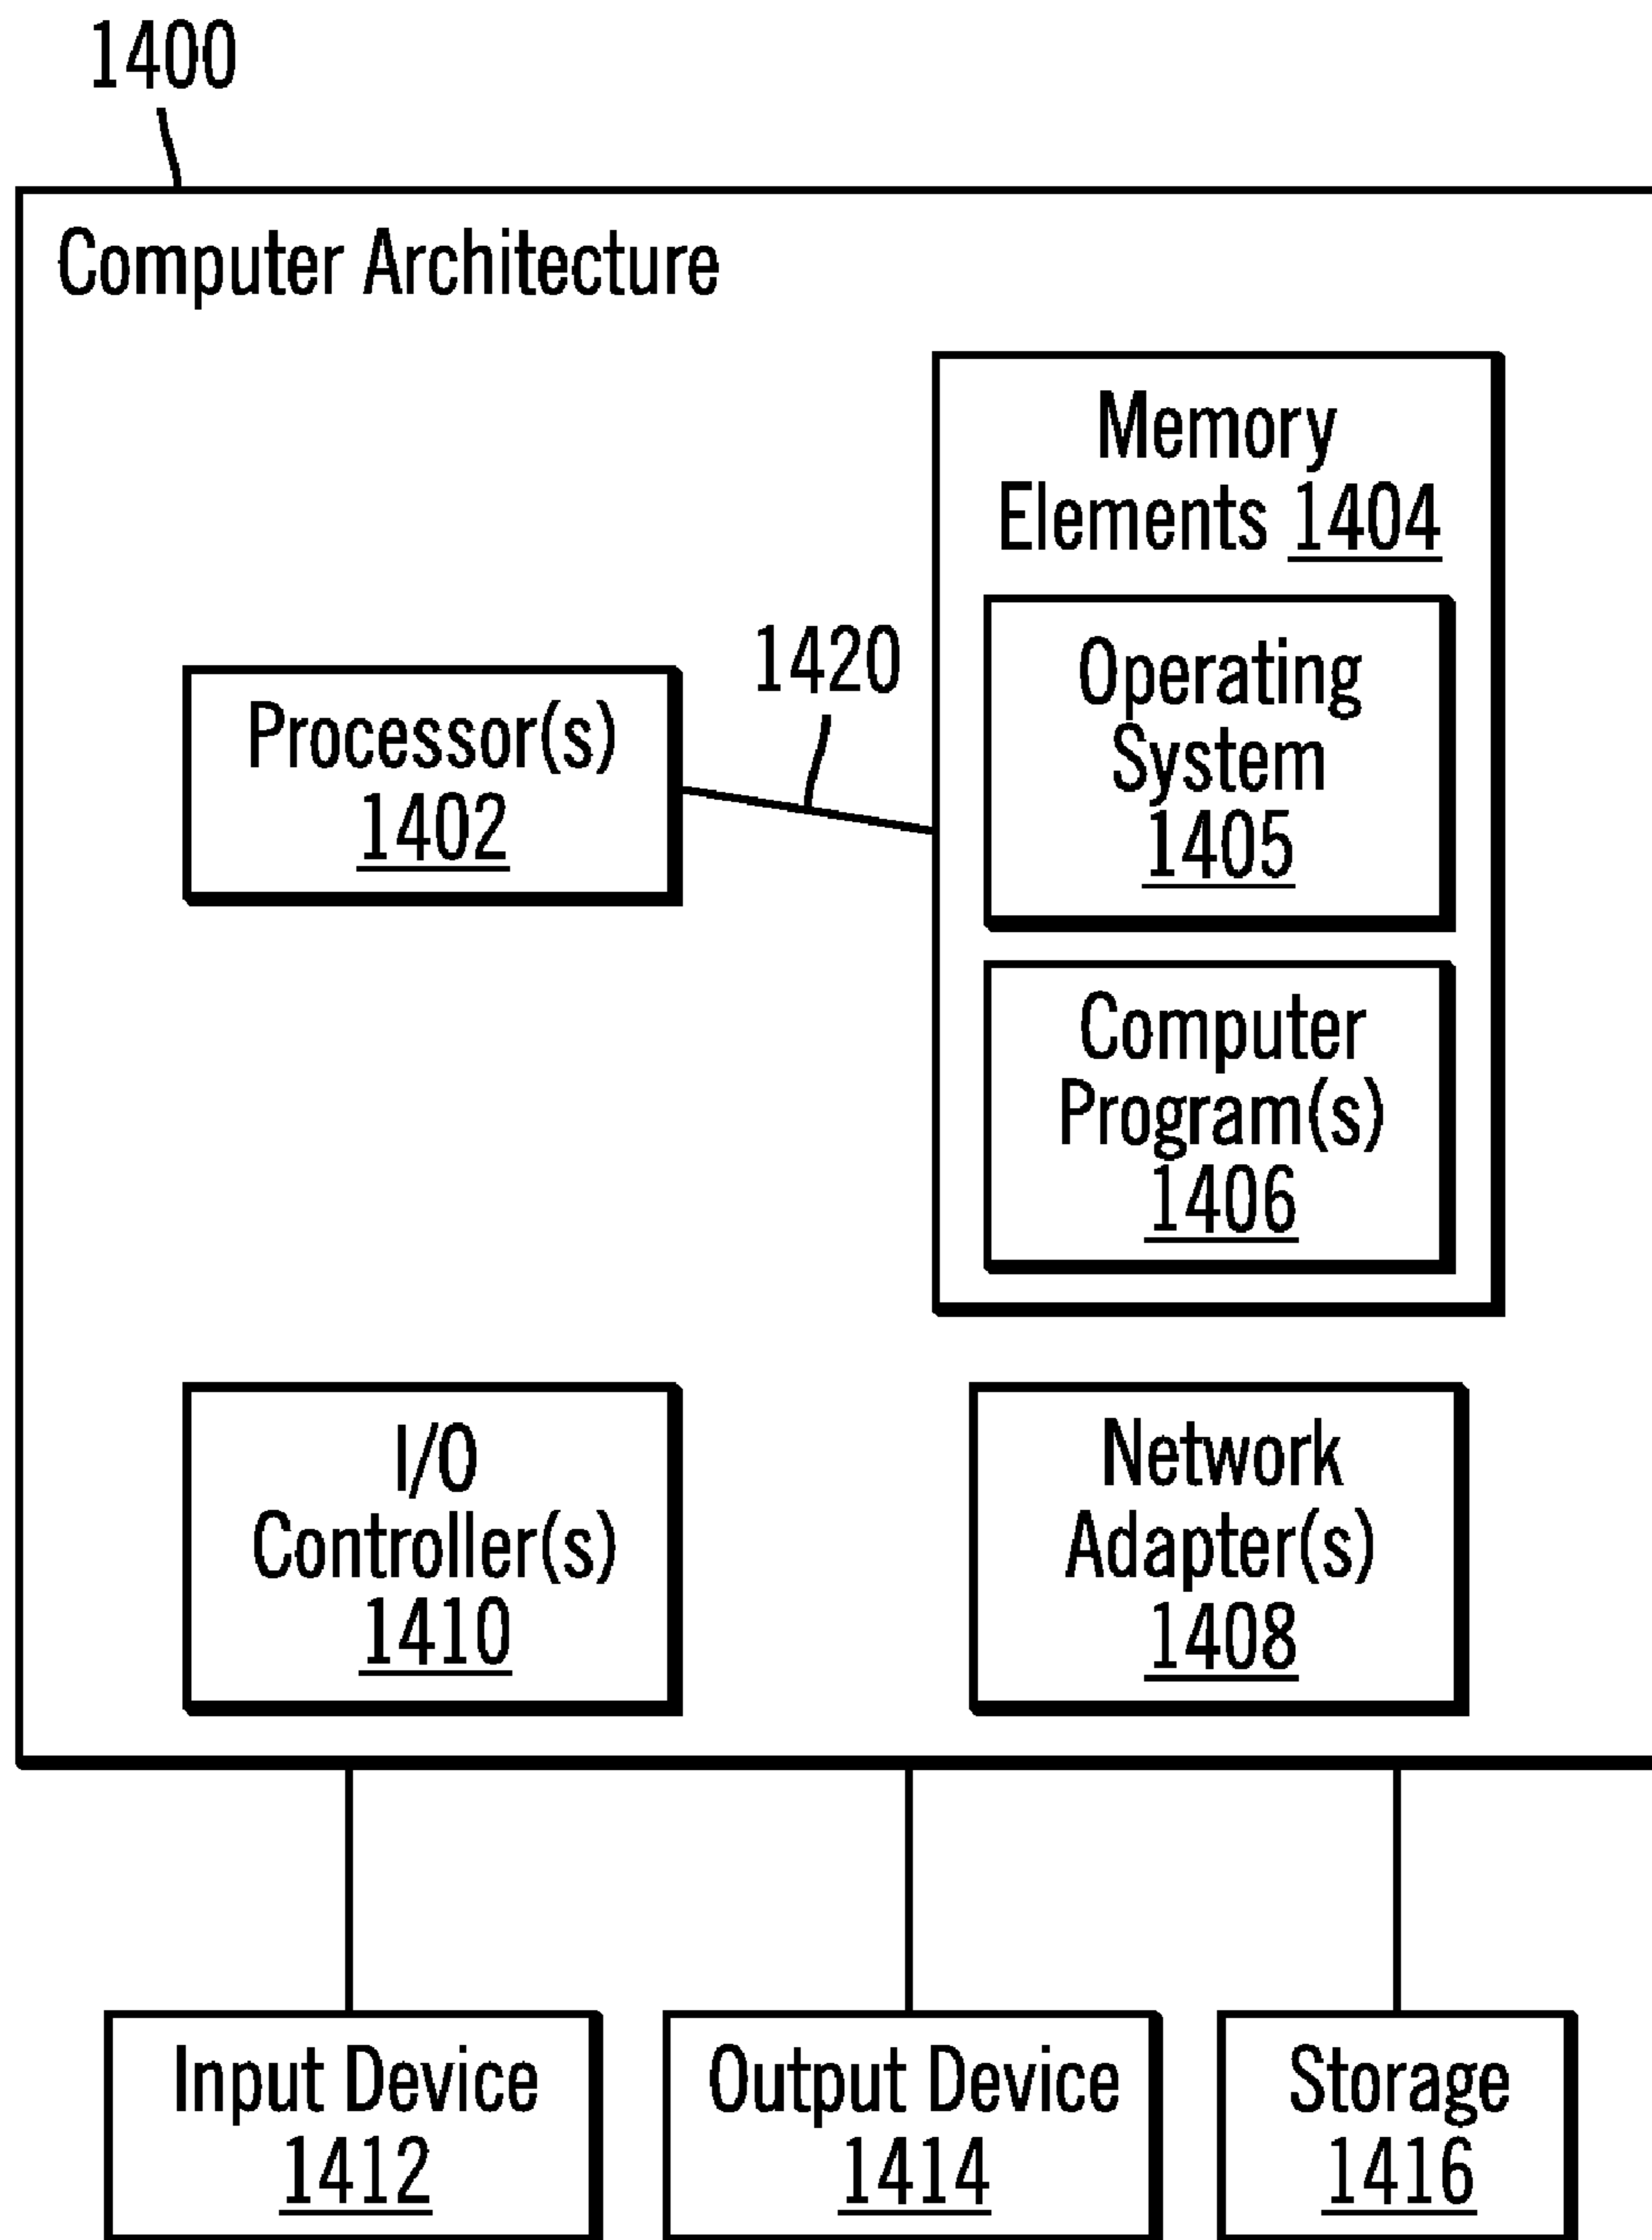 1400
Computer Architecture
Memory
Elements 1404
1420
Operating
System
1405
Processor(s)
1402
Computer
Program(s)
1406
I/O
Controller(s)
1410
Network
Adapter(s)
1408
Input Device
1412
Output Device
1414
Storage
1416